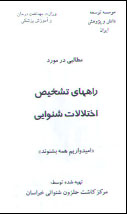 موسسه توسعه
دانش و پژوهش
ایران
وزارت بهداشت، درمان
و آموزش پزشکی
مطالبی در مورد
راههای تشخیص
اختلالات شنوایی
«امیدواریم همه بشنوند»
تهیه شده توسط:
مرکز کاشت حلزون شنوایی خراسان